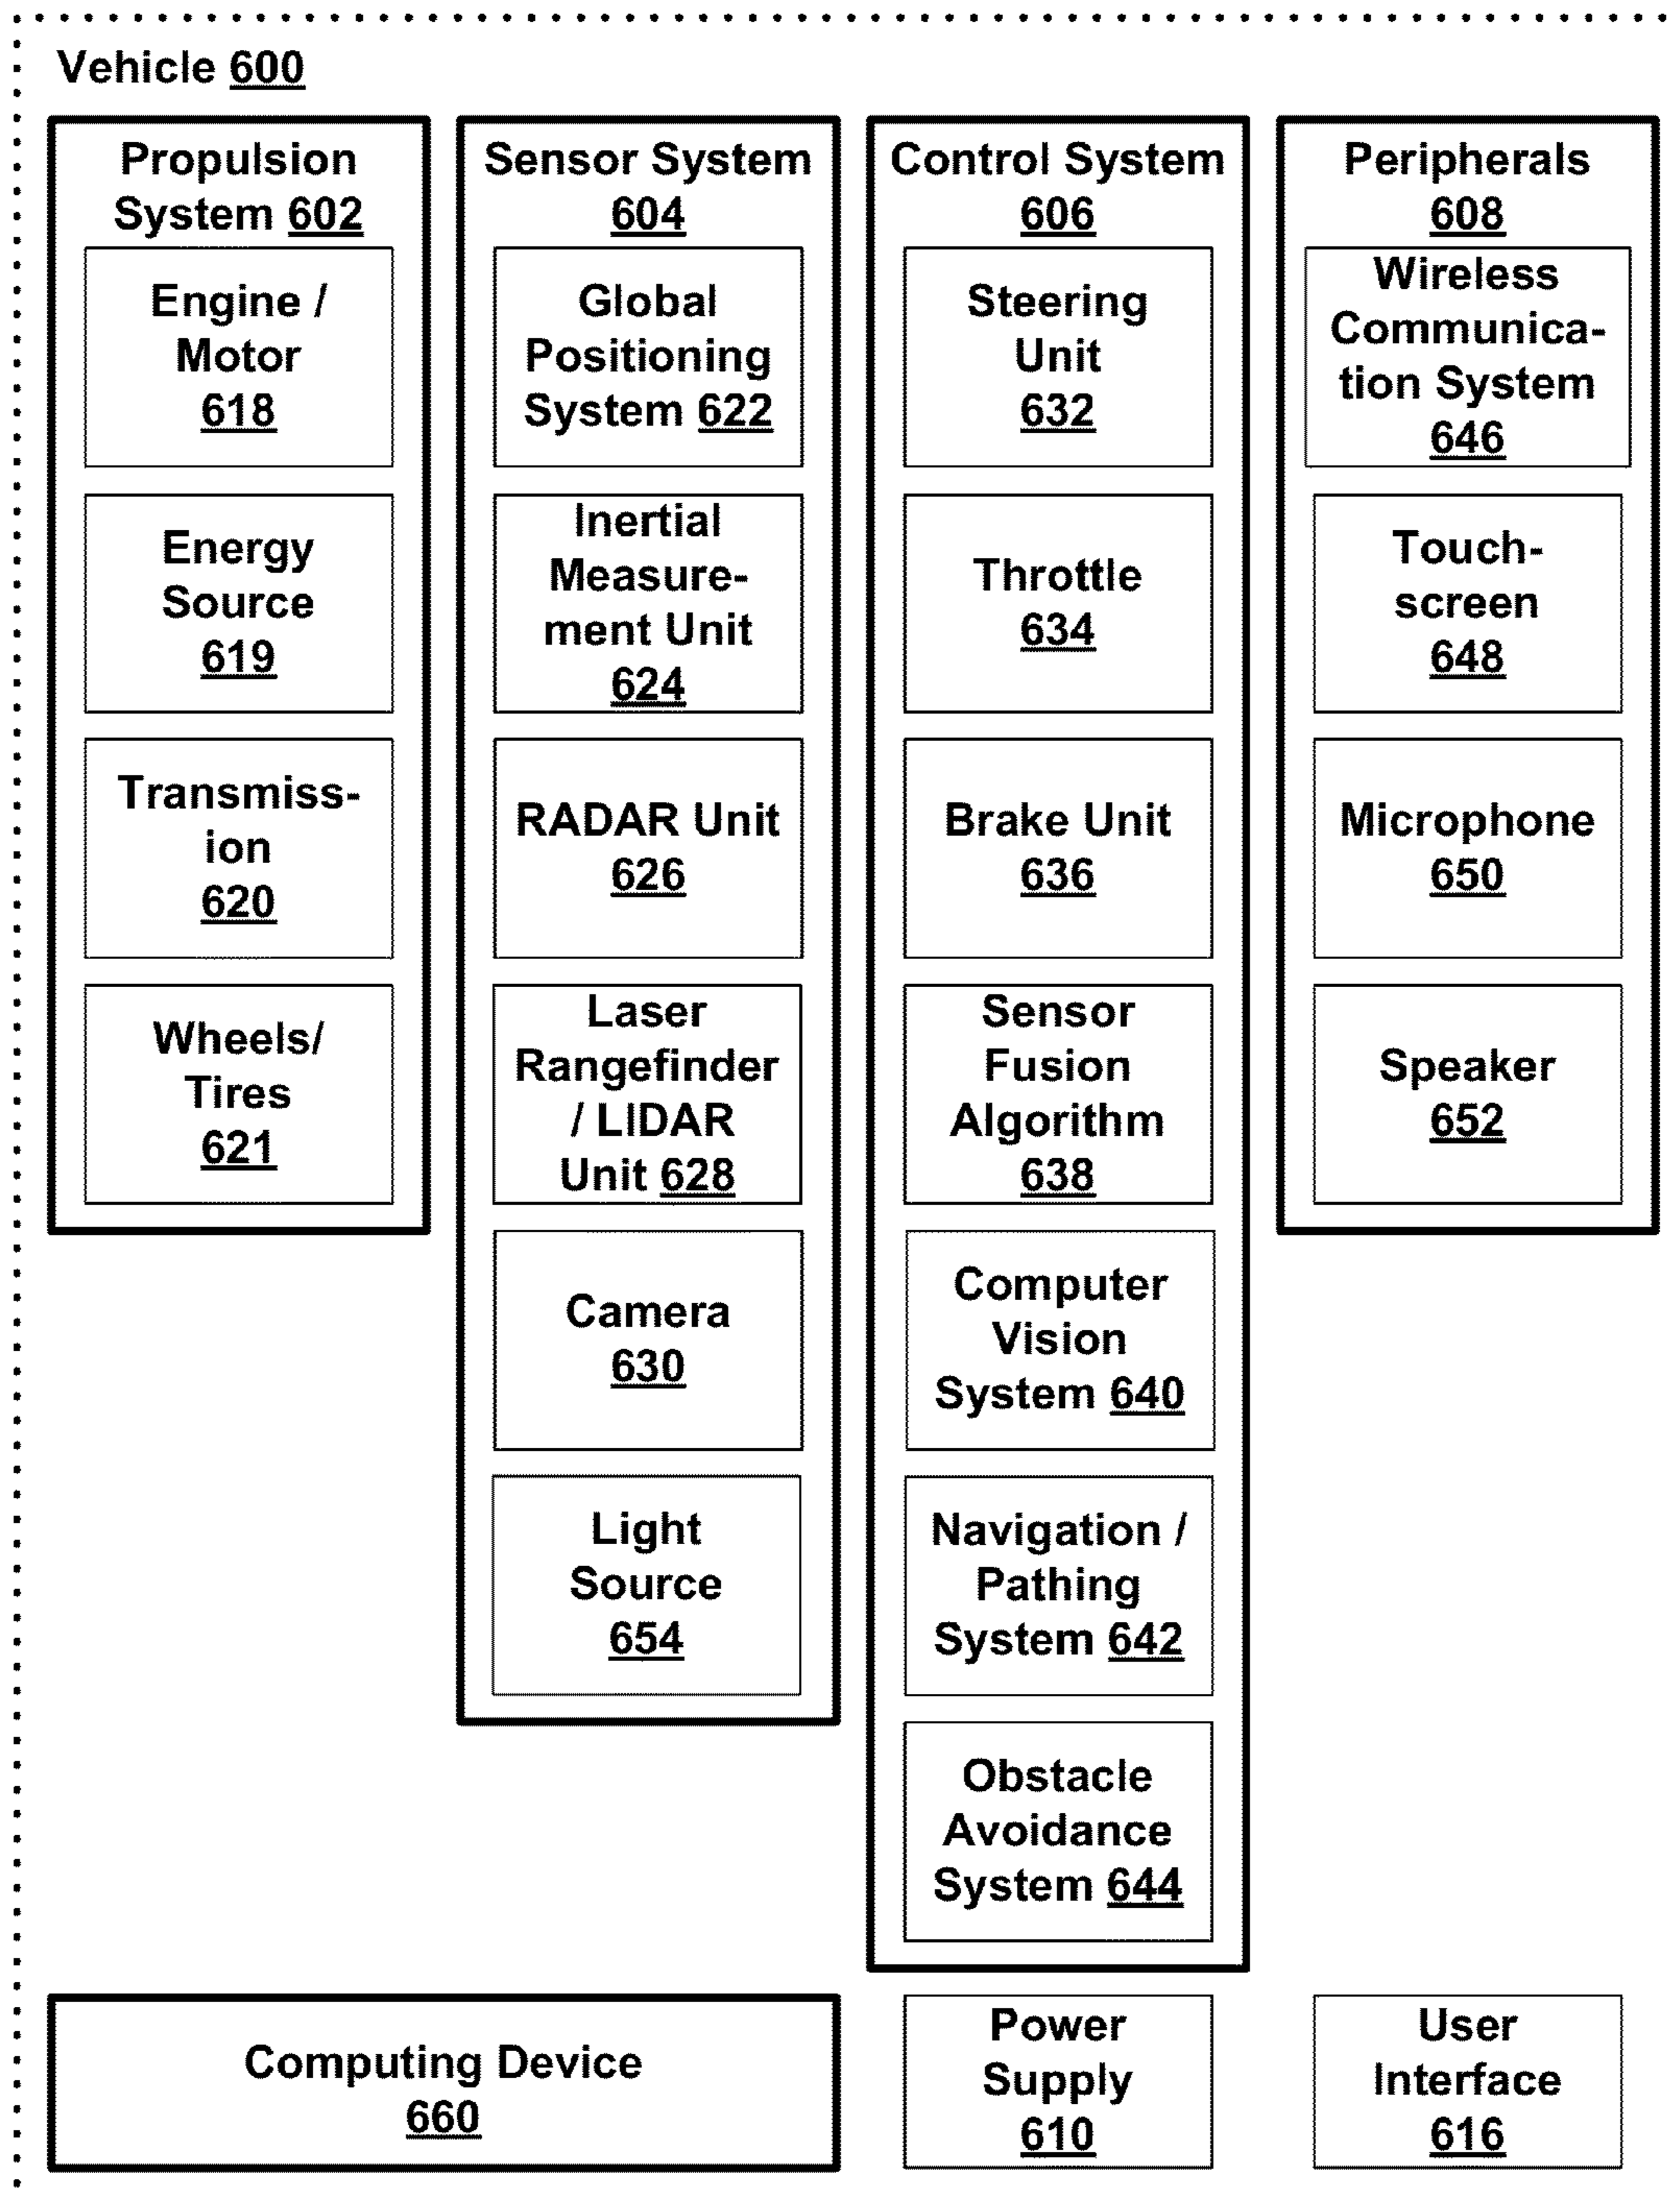 Vehicle 600
Propulsion
System 602
Engine /
Motor
618
Energy
Source
619
Transmiss-
ion
620
Wheels/
Tires
621
Sensor System
604
Global
Positioning
System 622
Inertial
Measure-
ment Unit
624
RADAR Unit
626
Laser
Rangefinder
/ LIDAR
Unit 628
Camera
630
Light
Source
654
Control System
606
Steering
Unit
632
Throttle
634
Brake Unit
636
Sensor
Fusion
Algorithm
638
Computer
Vision
System 640
Navigation /
Pathing
System 642
Obstacle
Avoidance
System 644
Peripherals
608
Wireless
Communica-
tion System
646
Touch-
screen
648
Microphone
650
Speaker
652
Computing Device
660
Power
Supply
610
User
Interface
616